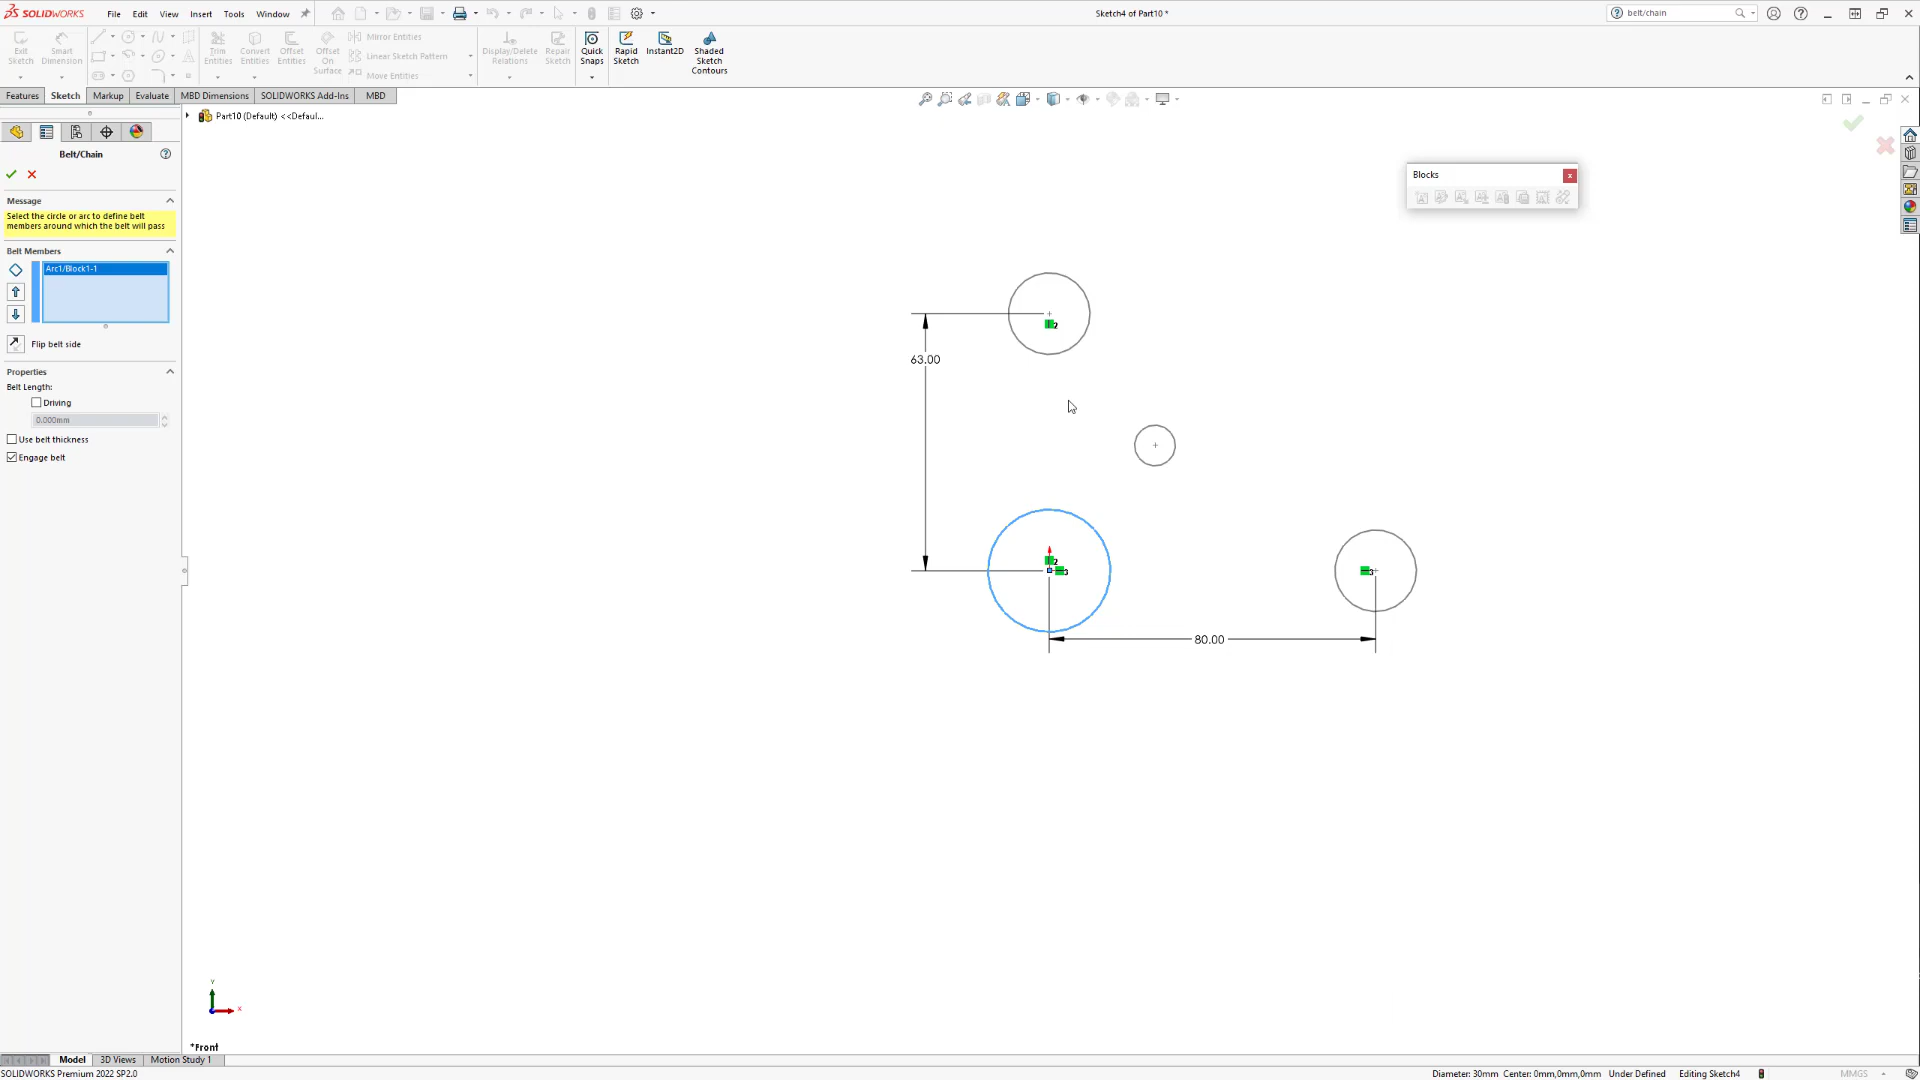 SOLIDWORKS File Edit View Insert Tools Window Sketch4 of Part10 * belt/chain
Exit Sketch
Smart Dimension
Trim Entities
Convert Entities
Offset Entities
Offset On Surface
Mirror Entities
Linear Sketch Pattern
Move Entities
Display/Delete Relations
Repair Sketch
Quick Snaps
Rapid Sketch
Instant2D
Shaded Sketch Contours
Features Sketch Markup Evaluate MBD Dimensions SOLIDWORKS Add-Ins MBD
Part10 (Default) <<Defaul...
Belt/Chain
Message
Select the circle or arc to define belt
members around which the belt will pass
Belt Members
Arc1/Block1-1
Flip belt side
Properties
Belt Length:
Driving
0.000mm
Use belt thickness
Engage belt
Blocks
2
63.00
2
3
3
80.00
Y
X
*Front
Model 3D Views Motion Study 1
SOLIDWORKS Premium 2022 SP2.0 Diameter: 30mm Center: 0mm,0mm,0mm Under Defined Editing Sketch4 MMGS